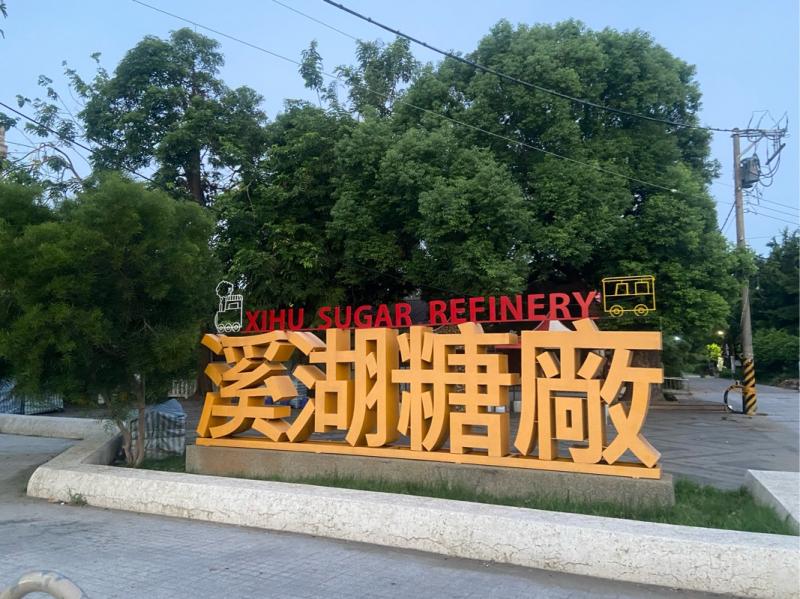 XIHU SUGAR REFINERY
溪湖糖廠